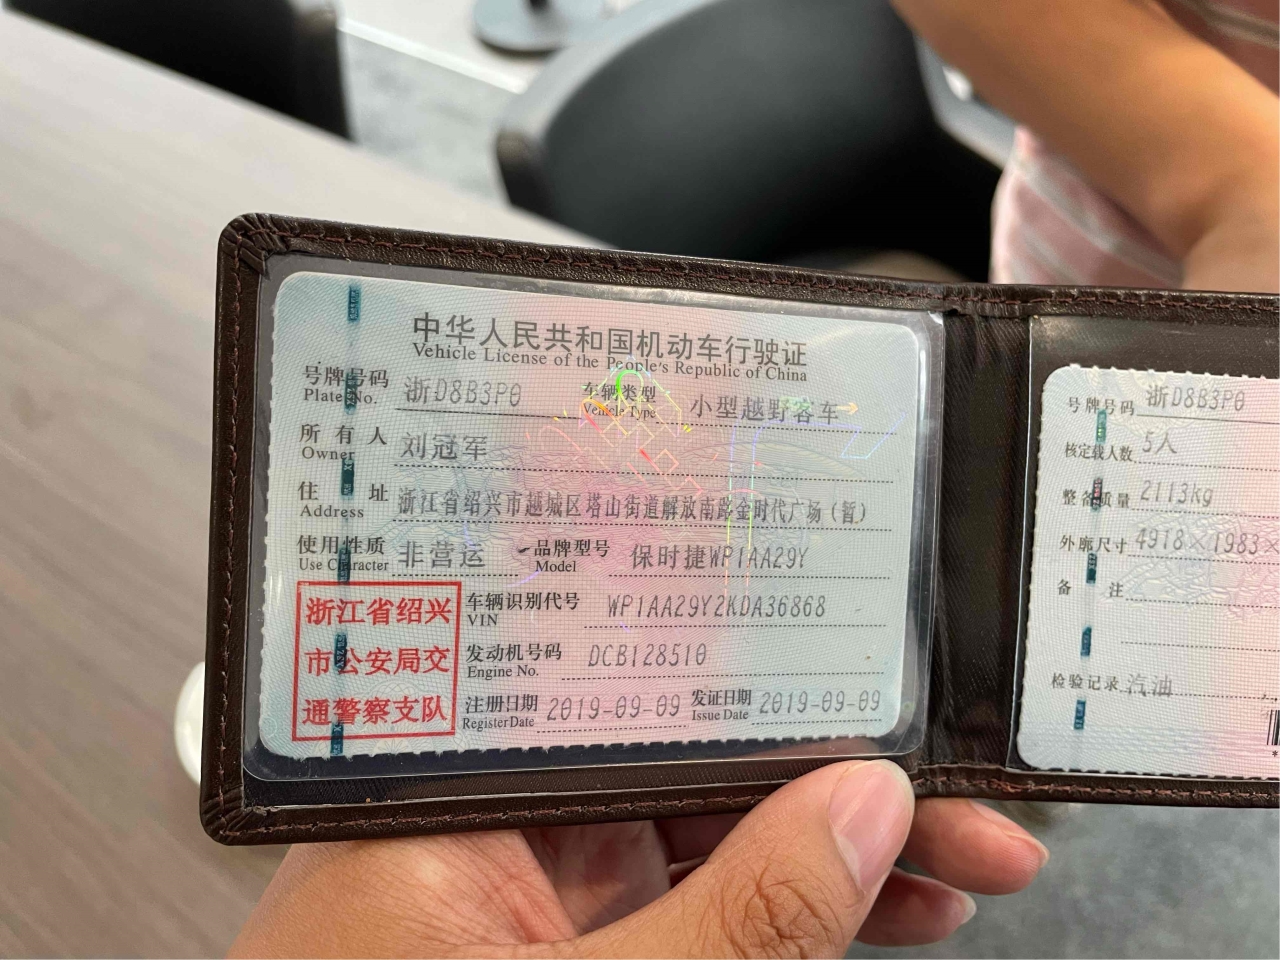 中华人民共和国机动车行驶证
Vehicle License of the People's Republic of China
号牌号码 浙D8B3P0 车辆类型 小型越野客车
Plate No. Vehicle Type
所有人 刘冠军
Owner
住址 浙江省绍兴市越城区塔山街道解放南路金时代广场（暂）
Address
使用性质 非营运 品牌型号 保时捷WP1AA29Y
Use Character Model
浙江省绍兴
市公安局交
通警察支队
车辆识别代号 WP1AA29Y2KDA36868
VIN
发动机号码 DCB128510
Engine No.
注册日期 2019-09-09 发证日期 2019-09-09
Register Date Issue Date
号牌号码 浙D8B3P0
核定载人数 5人
整备质量 2113kg
外廓尺寸 4918×1983×
备注
检验记录 汽油